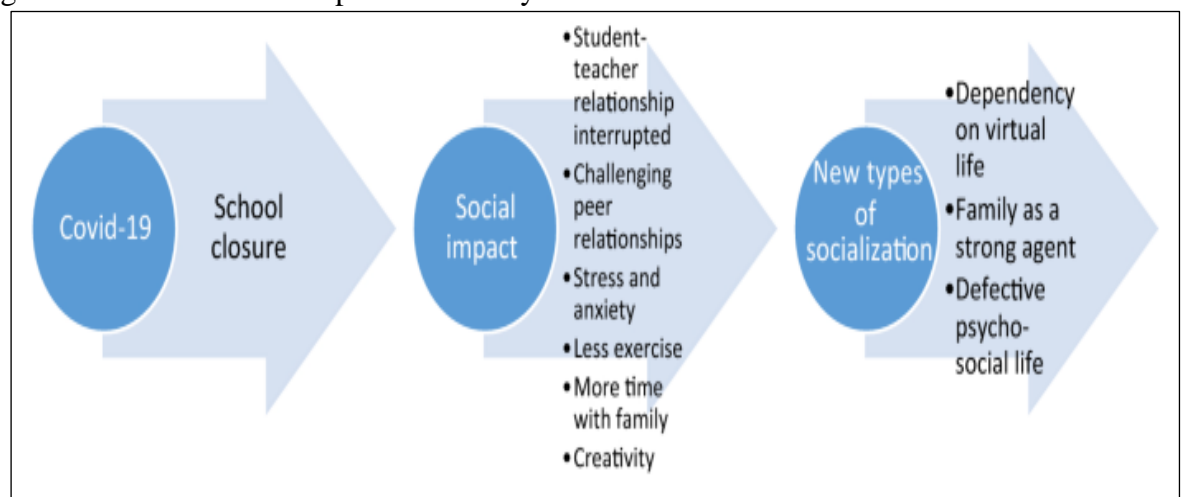 Covid-19
School
closure
Social
impact
•Student-
teacher
relationship
interrupted
•Challenging
peer
relationships
•Stress and
anxiety
•Less exercise
•More time
with family
•Creativity
New types
of
socialization
•Dependency
on virtual
life
•Family as a
strong agent
•Defective
psycho-
social life